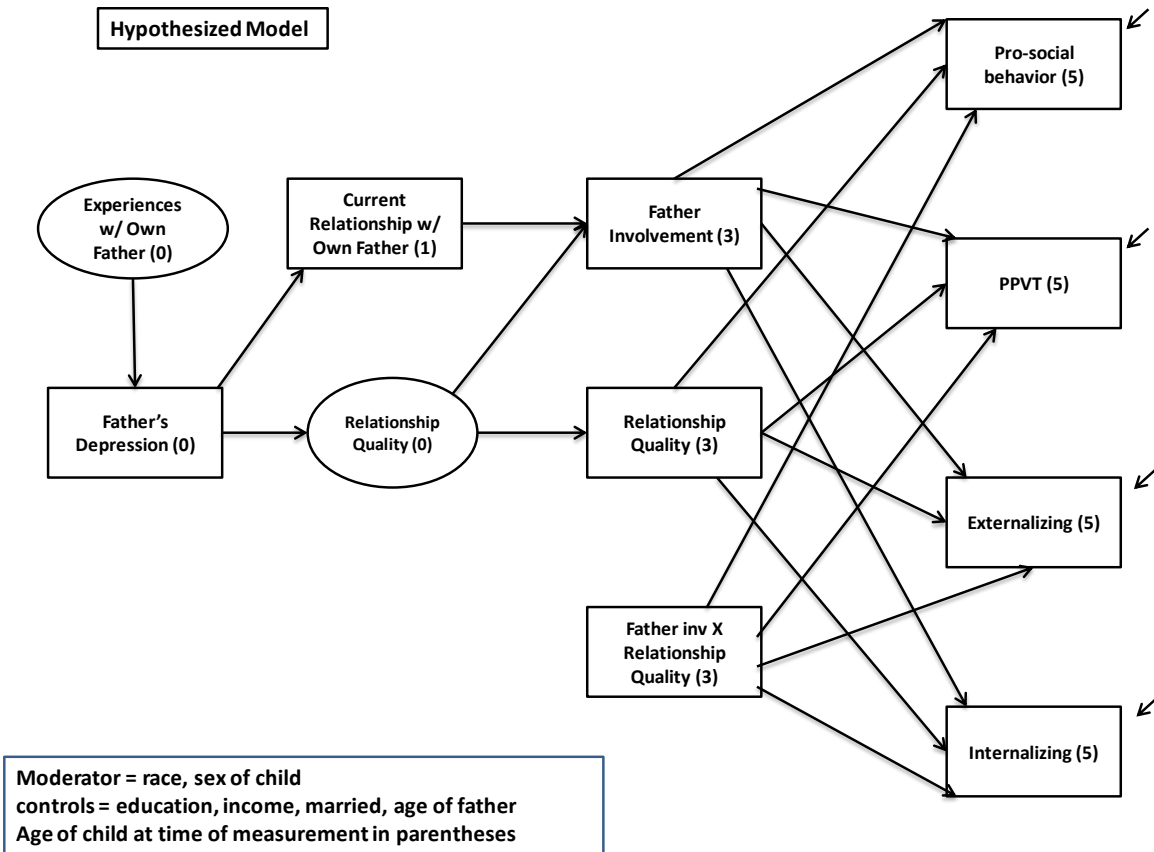 Hypothesized Model
Pro-social
behavior (5)
Experiences
w/ Own
Father (0)
Current
Relationship w/
Own Father (1)
Father
Involvement (3)
PPVT (5)
Father's
Depression (0)
Relationship
Quality (0)
Relationship
Quality (3)
Externalizing (5)
Father inv X
Relationship
Quality (3)
Internalizing (5)
Moderator = race, sex of child
controls = education, income, married, age of father
Age of child at time of measurement in parentheses